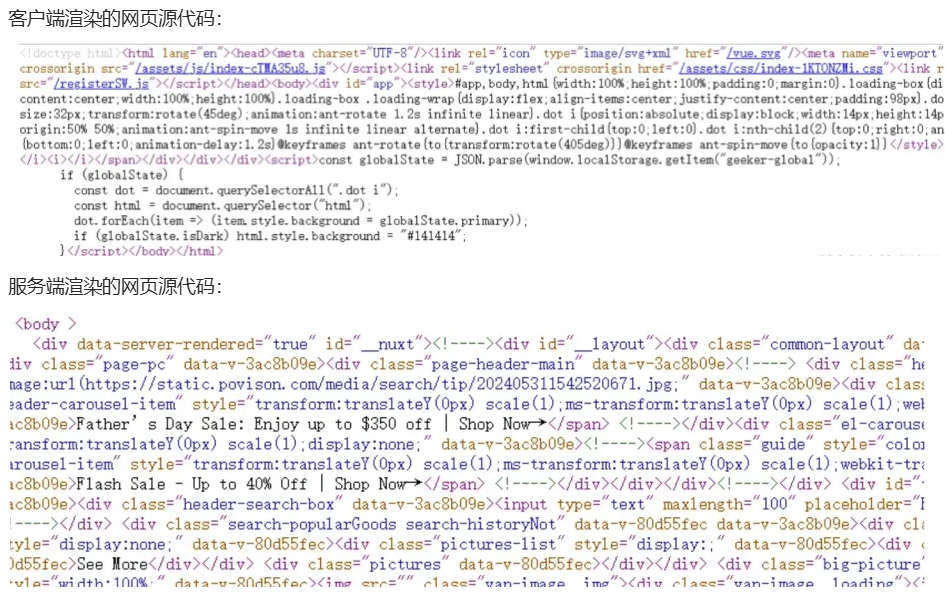 客户端渲染的网页源代码：
<!doctype html><html lang="en"><head><meta charset="UTF-8"/><link rel="icon" type="image/svg+xml" href="/vue.svg"/><meta name="viewport"
crossorigin src="/assets/js/index-cTMA35u8.js"></script><link rel="stylesheet" crossorigin href="/assets/css/index-1KTONZMi.css"><link r
src="/registerSW.js"></script></head><body><div id="app"><style>#app,body,html{width:100%;height:100%;padding:0;margin:0}.loading-box{di
content:center;width:100%;height:100%}.loading-box .loading-wrap{display:flex;align-items:center;justify-content:center;padding:98px}.do
size:32px;transform:rotate(45deg);animation:ant-rotate 1.2s infinite linear}.dot i{position:absolute;display:block;width:14px;height:14p
origin:50% 50%;animation:ant-spin-move 1s infinite linear alternate}.dot i:first-child{top:0;left:0}.dot i:nth-child(2){top:0;right:0;an
{bottom:0;left:0;animation-delay:1.2s}@keyframes ant-rotate{to{transform:rotate(405deg)}}@keyframes ant-spin-move{to{opacity:1}}</style>
</i><i></i></span></div></div></div><script>const globalState = JSON.parse(window.localStorage.getItem("geeker-global"));
if (globalState) {
const dot = document.querySelectorAll(".dot i");
const html = document.querySelector("html");
dot.forEach(item => (item.style.background = globalState.primary));
if (globalState.isDark) html.style.background = "#141414";
}</script></body></html>
服务端渲染的网页源代码：
<body >
<div data-server-rendered="true" id="__nuxt"><!----><div id="__layout"><div class="common-layout" dat
div class="page-pc" data-v-3ac8b09e><div class="page-header-main" data-v-3ac8b09e><!----> <div class="he
mage:url(https://static.povison.com/media/search/tip/202405311542520671.jpg;" data-v-3ac8b09e><div class
eader-carousel-item" style="transform:translateY(0px) scale(1);ms-transform:translateY(0px) scale(1);web
ac8b09e>Father's Day Sale: Enjoy up to $350 off | Shop Now→</span> <!----></div><div class="el-carouse
ransform:translateY(0px) scale(1);display:none;" data-v-3ac8b09e><!----><span class="guide" style="color
arousel-item" style="transform:translateY(0px) scale(1);ms-transform:translateY(0px) scale(1);webkit-tra
ac8b09e>Flash Sale - Up to 40% Off | Shop Now→</span> <!----></div></div></div><!----></div> <div id="
ac8b09e><div class="header-search-box" data-v-3ac8b09e><input type="text" maxlength="100" placeholder="
!----></div> <div class="search-popularGoods search-historyNot" data-v-80d55fec data-v-3ac8b09e><div cl
tyle="display:none;" data-v-80d55fec><div class="pictures-list" style="display:;" data-v-80d55fec><div
0d55fec>See More</div></div> <div class="pictures" data-v-80d55fec></div></div> <div class="big-picture"
tyle="width:100%;" data-v-80d55fec><img src="" class="van-image__img"><div class="van-image__loading"><i